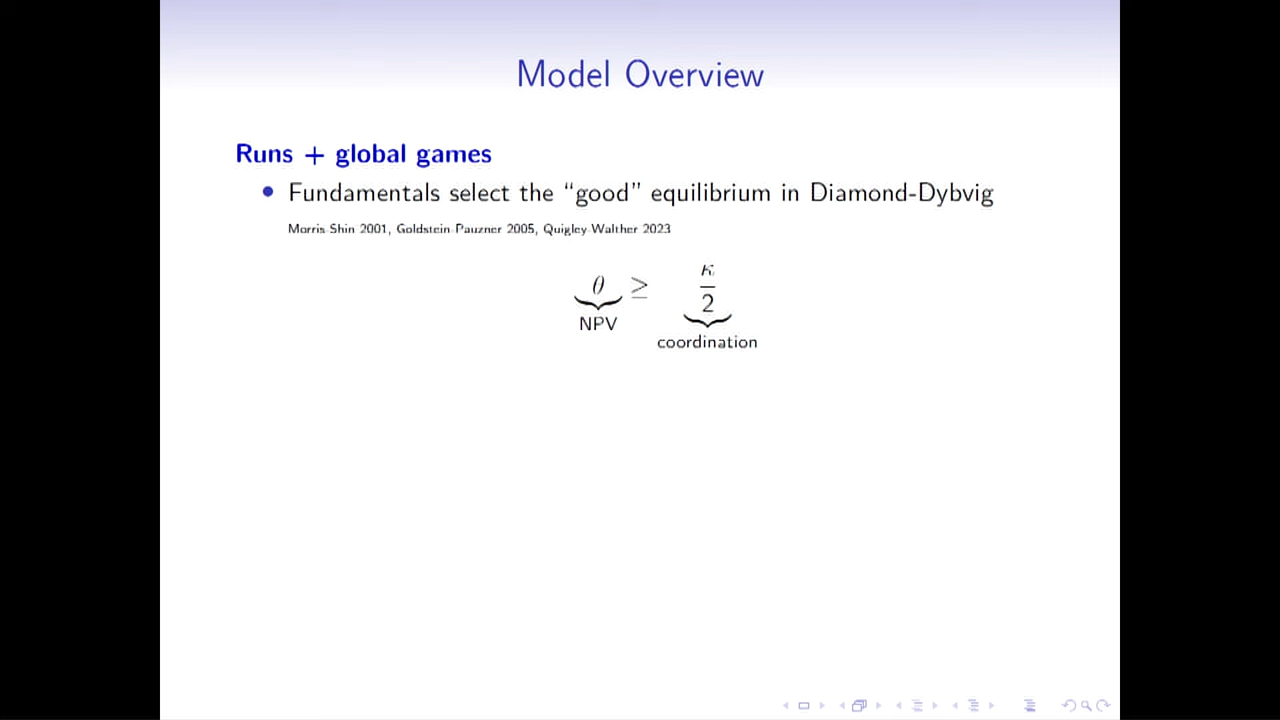 Model Overview
Runs + global games
• Fundamentals select the “good” equilibrium in Diamond-Dybvig
Morris Shin 2001, Goldstein Pauzner 2005, Quigley Walther 2023
θ ≥ κ/2
NPV
coordination